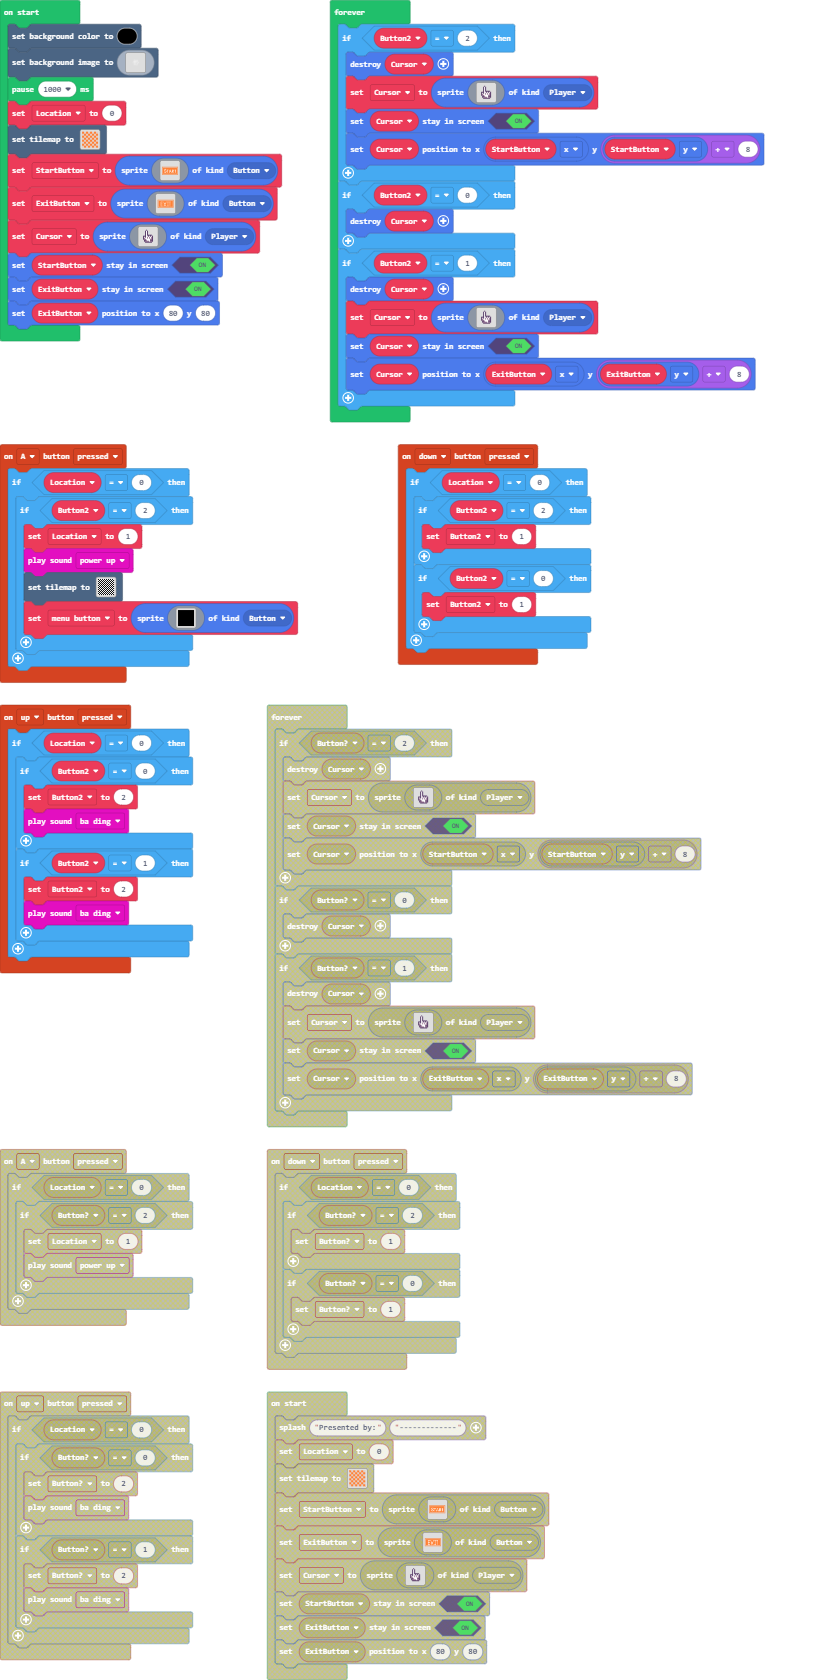 on start
set background color to
set background image to
pause 1000 ms
set Location to 0
set tilemap to
set StartButton to sprite of kind Button
set ExitButton to sprite of kind Button
set Cursor to sprite of kind Player
set StartButton stay in screen ON
set ExitButton stay in screen ON
set ExitButton position to x 80 y 80
forever
if Button2 = 2 then
destroy Cursor
set Cursor to sprite of kind Player
set Cursor stay in screen ON
set Cursor position to x StartButton x y StartButton y + 8
if Button2 = 0 then
destroy Cursor
if Button2 = 1 then
destroy Cursor
set Cursor to sprite of kind Player
set Cursor stay in screen ON
set Cursor position to x ExitButton x y ExitButton y + 8
on A button pressed
if Location = 0 then
if Button2 = 2 then
set Location to 1
play sound power up
set tilemap to
set menu button to sprite of kind Button
on down button pressed
if Location = 0 then
if Button2 = 2 then
set Button2 to 1
if Button2 = 0 then
set Button2 to 1
on up button pressed
if Location = 0 then
if Button2 = 0 then
set Button2 to 2
play sound ba ding
if Button2 = 1 then
set Button2 to 2
play sound ba ding
forever
if Button? = 2 then
destroy Cursor
set Cursor to sprite of kind Player
set Cursor stay in screen ON
set Cursor position to x StartButton x y StartButton y + 8
if Button? = 0 then
destroy Cursor
if Button? = 1 then
destroy Cursor
set Cursor to sprite of kind Player
set Cursor stay in screen ON
set Cursor position to x ExitButton x y ExitButton y + 8
on A button pressed
if Location = 0 then
if Button? = 2 then
set Location to 1
play sound power up
on down button pressed
if Location = 0 then
if Button? = 2 then
set Button? to 1
if Button? = 0 then
set Button? to 1
on up button pressed
if Location = 0 then
if Button? = 0 then
set Button? to 2
play sound ba ding
if Button? = 1 then
set Button? to 2
play sound ba ding
on start
splash "Presented by:" "-------------"
set Location to 0
set tilemap to
set StartButton to sprite of kind Button
set ExitButton to sprite of kind Button
set Cursor to sprite of kind Player
set StartButton stay in screen ON
set ExitButton stay in screen ON
set ExitButton position to x 80 y 80